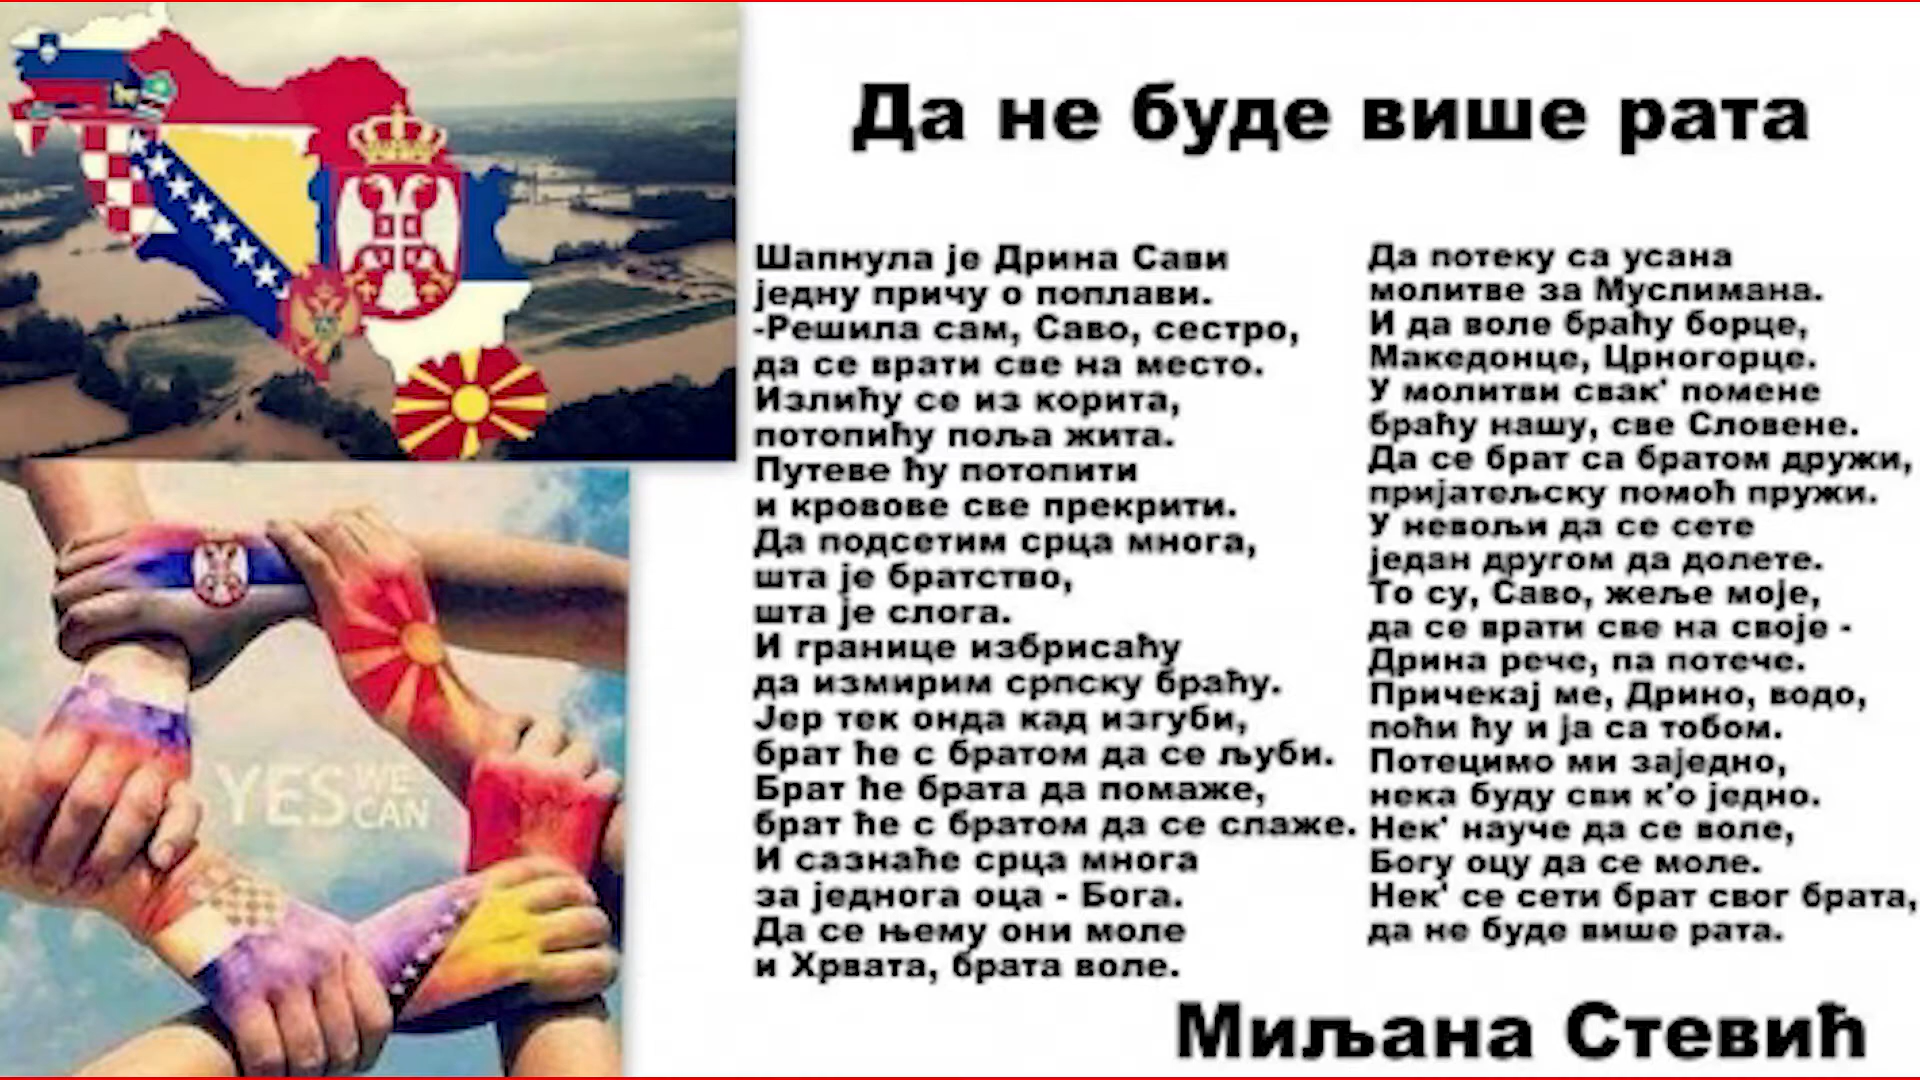 Да не буде више рата
Шапнула је Дрина Сави
једну причу о поплави.
-Решила сам, Саво, сестро,
да се врати све на место.
Излићу се из корита,
потопићу поља жита.
Путеве ћу потопити
и кровове све прекрити.
Да подсетим срца многа,
шта је братство,
шта је слога.
И границе избрисаћу
да измирим српску браћу.
Јер тек онда кад изгуби,
брат ће с братом да се љуби.
Брат ће брата да помаже,
брат ће с братом да се слаже.
И сазнаће срца многа
за једнога оца - Бога.
Да се њему они моле
и Хрвата, брата воле.
Да потеку са усана
молитве за Муслимана.
И да воле браћу борце,
Македонце, Црногорце.
У молитви свак' помене
браћу нашу, све Словене.
Да се брат са братом дружи,
пријатељску помоћ пружи.
У невољи да се сете
један другом да долете.
То су, Саво, жеље моје,
да се врати све на своје -
Дрина рече, па потече.
Причекај ме, Дрино, водо,
поћи ћу и ја са тобом.
Потецимо ми заједно,
нека буду сви к'о једно.
Нек' науче да се воле,
Богу оцу да се моле.
Нек' се сети брат свог брата,
да не буде више рата.
Миљана Стевић
YES WE
CAN